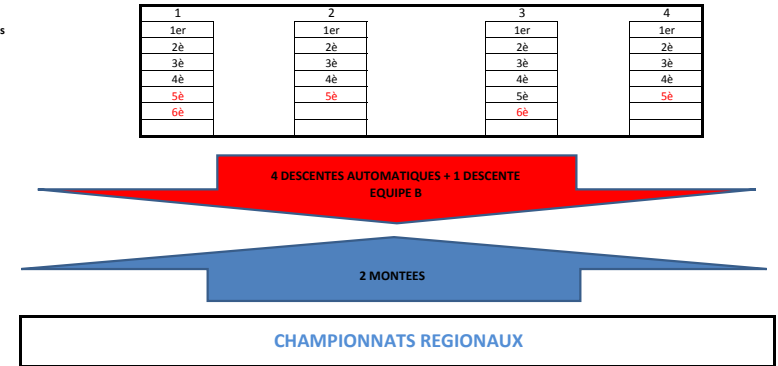 1 2 3 4
s 1er 1er 1er 1er
2è 2è 2è 2è
3è 3è 3è 3è
4è 4è 4è 4è
5è 5è 5è 5è
6è 6è
4 DESCENTES AUTOMATIQUES + 1 DESCENTE
EQUIPE B
2 MONTEES
CHAMPIONNATS REGIONAUX